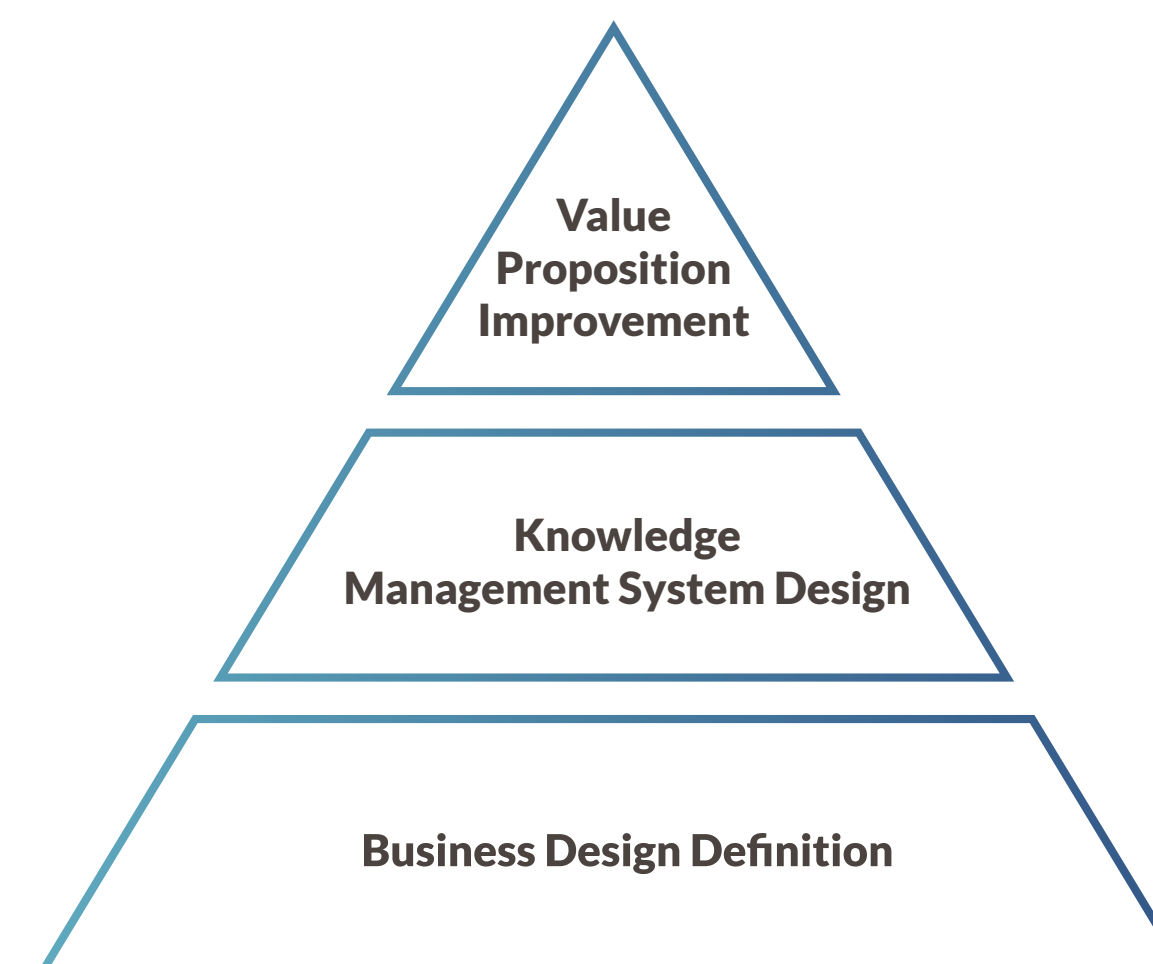 Value
Proposition
Improvement
Knowledge
Management System Design
Business Design Definition